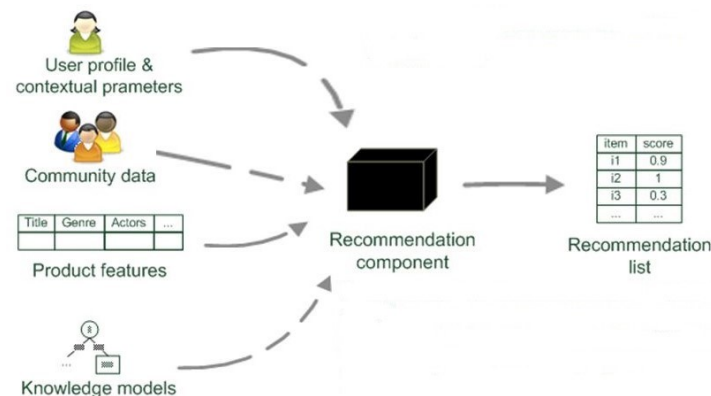 User profile &
contextual prameters
Community data
Title Genre Actors ...
Product features
Knowledge models
Recommendation
component
item score
i1 0.9
i2 1
i3 0.3
... ...
Recommendation
list